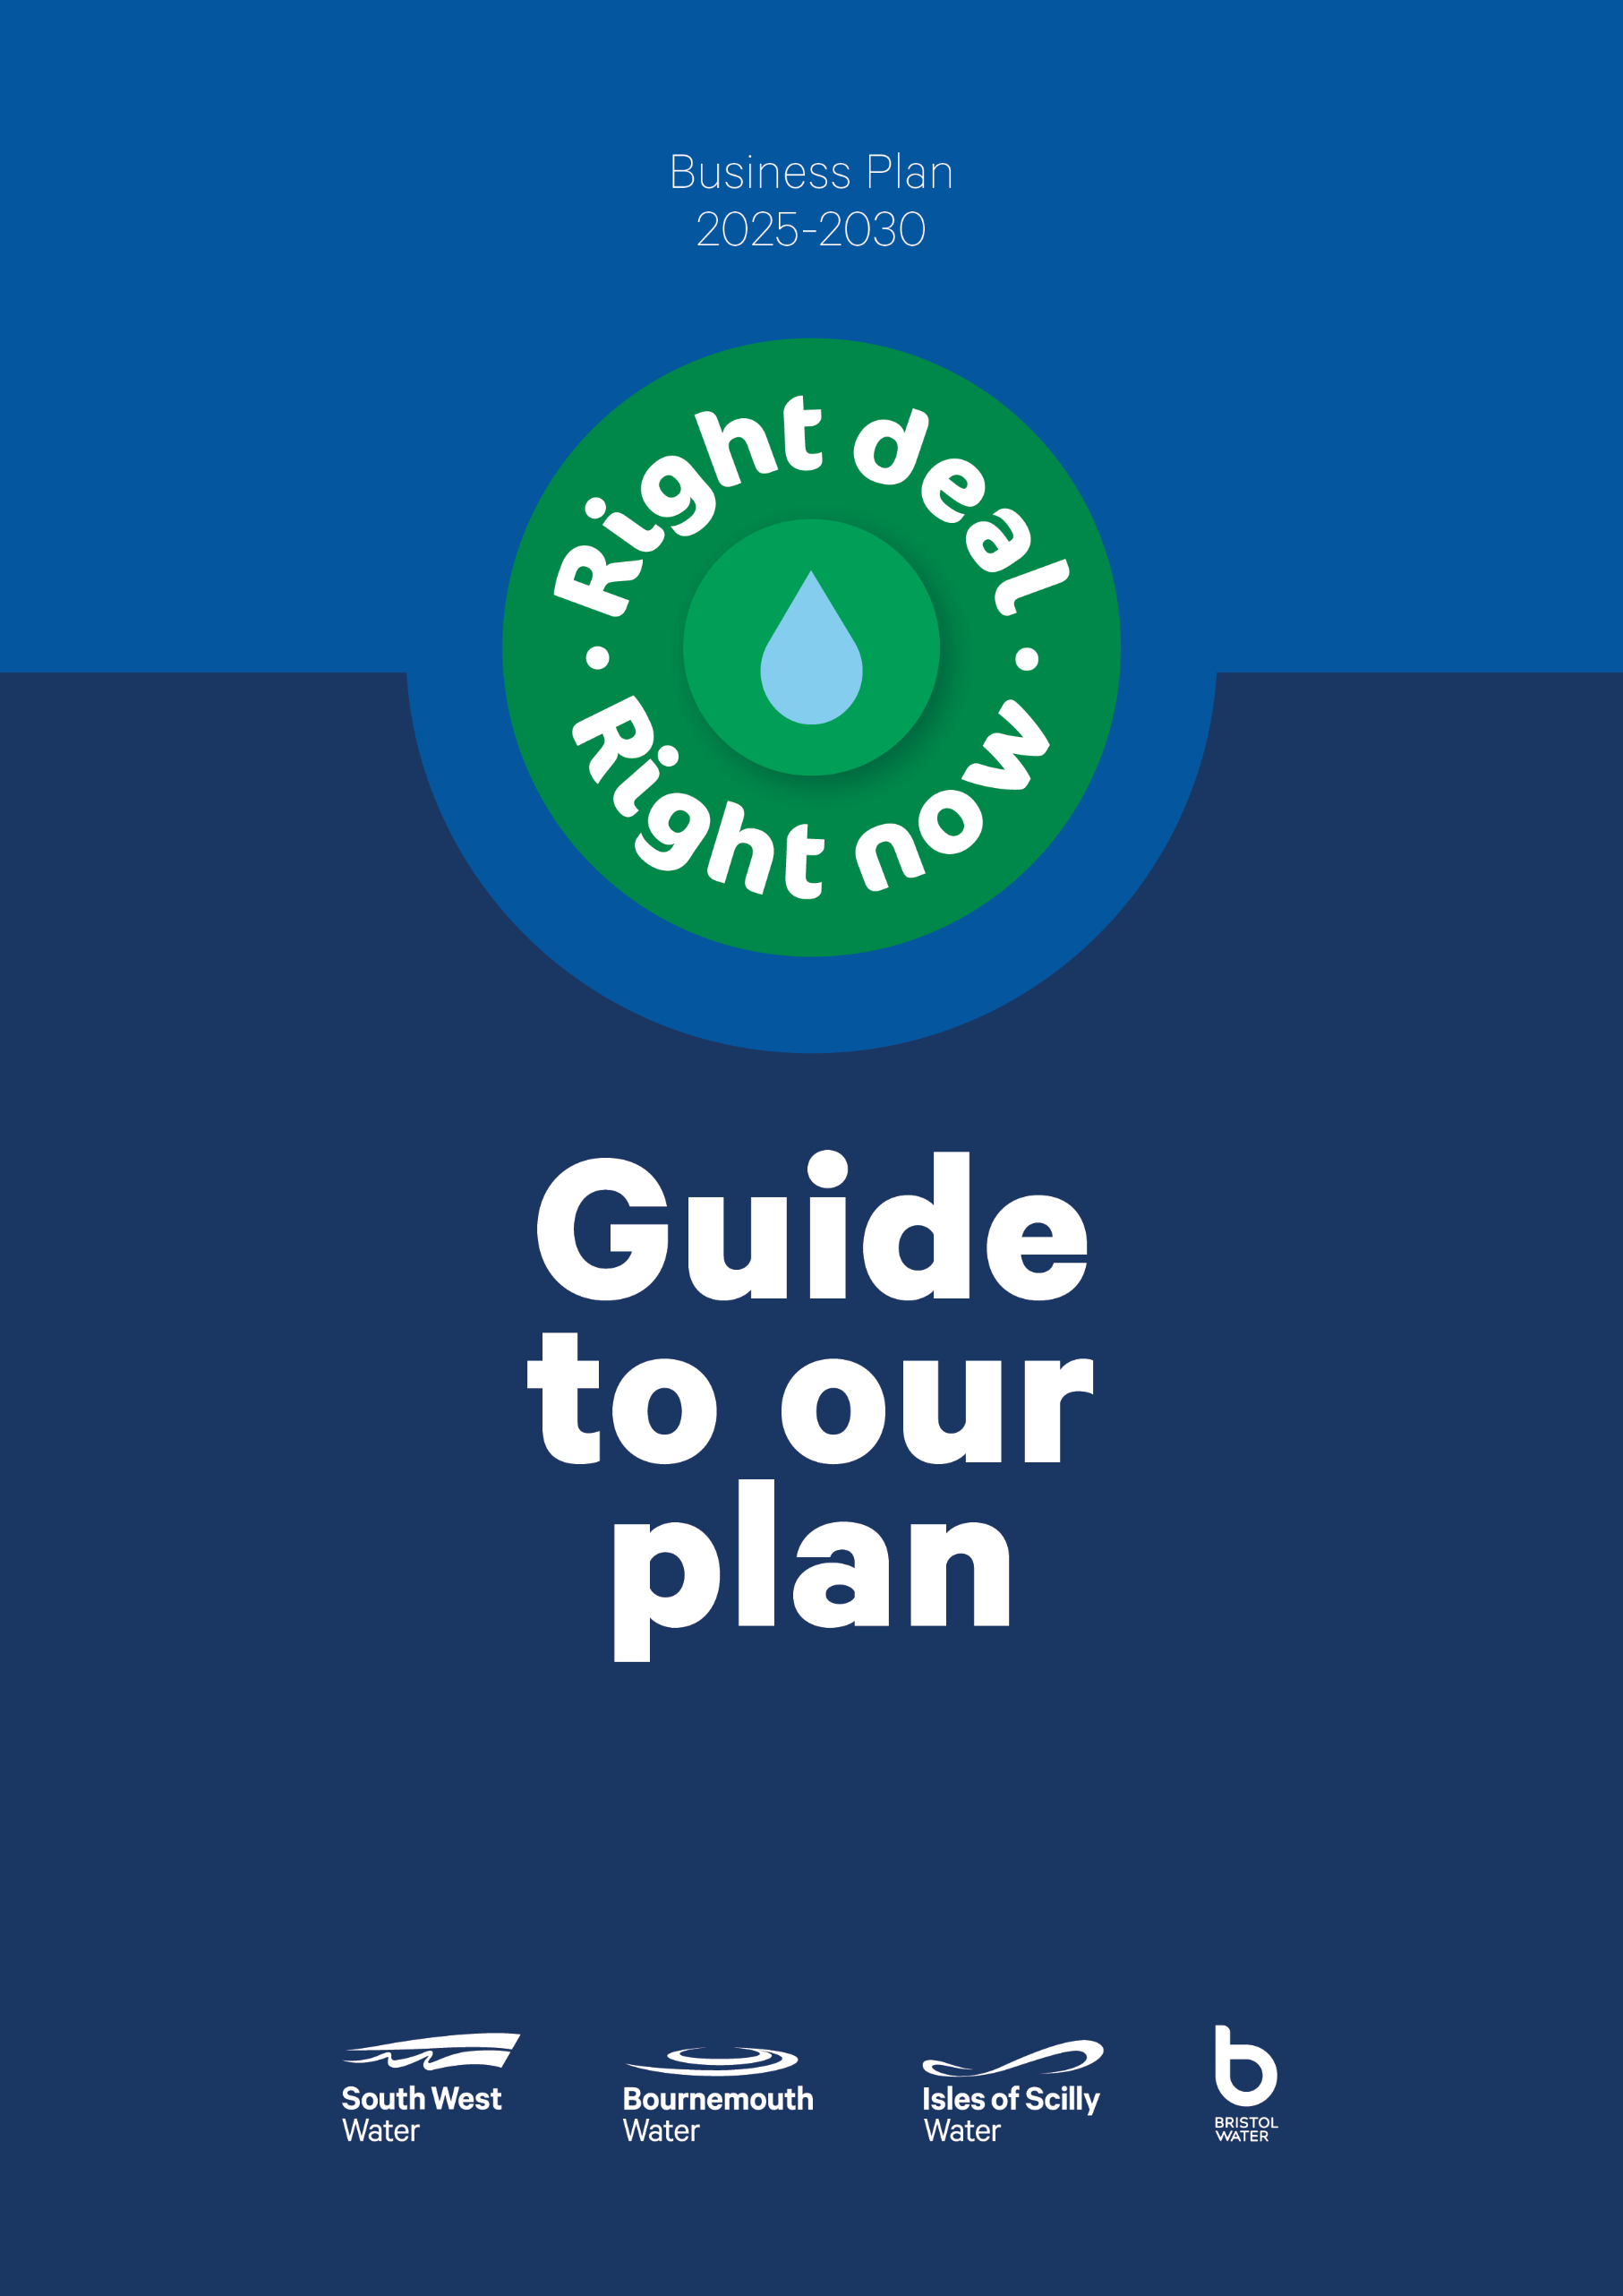 Business Plan
2025-2030
Right deal
• Right now •
Guide
to our
plan
South West
Water
Bournemouth
Water
Isles of Scilly
Water
BRISTOL
WATER